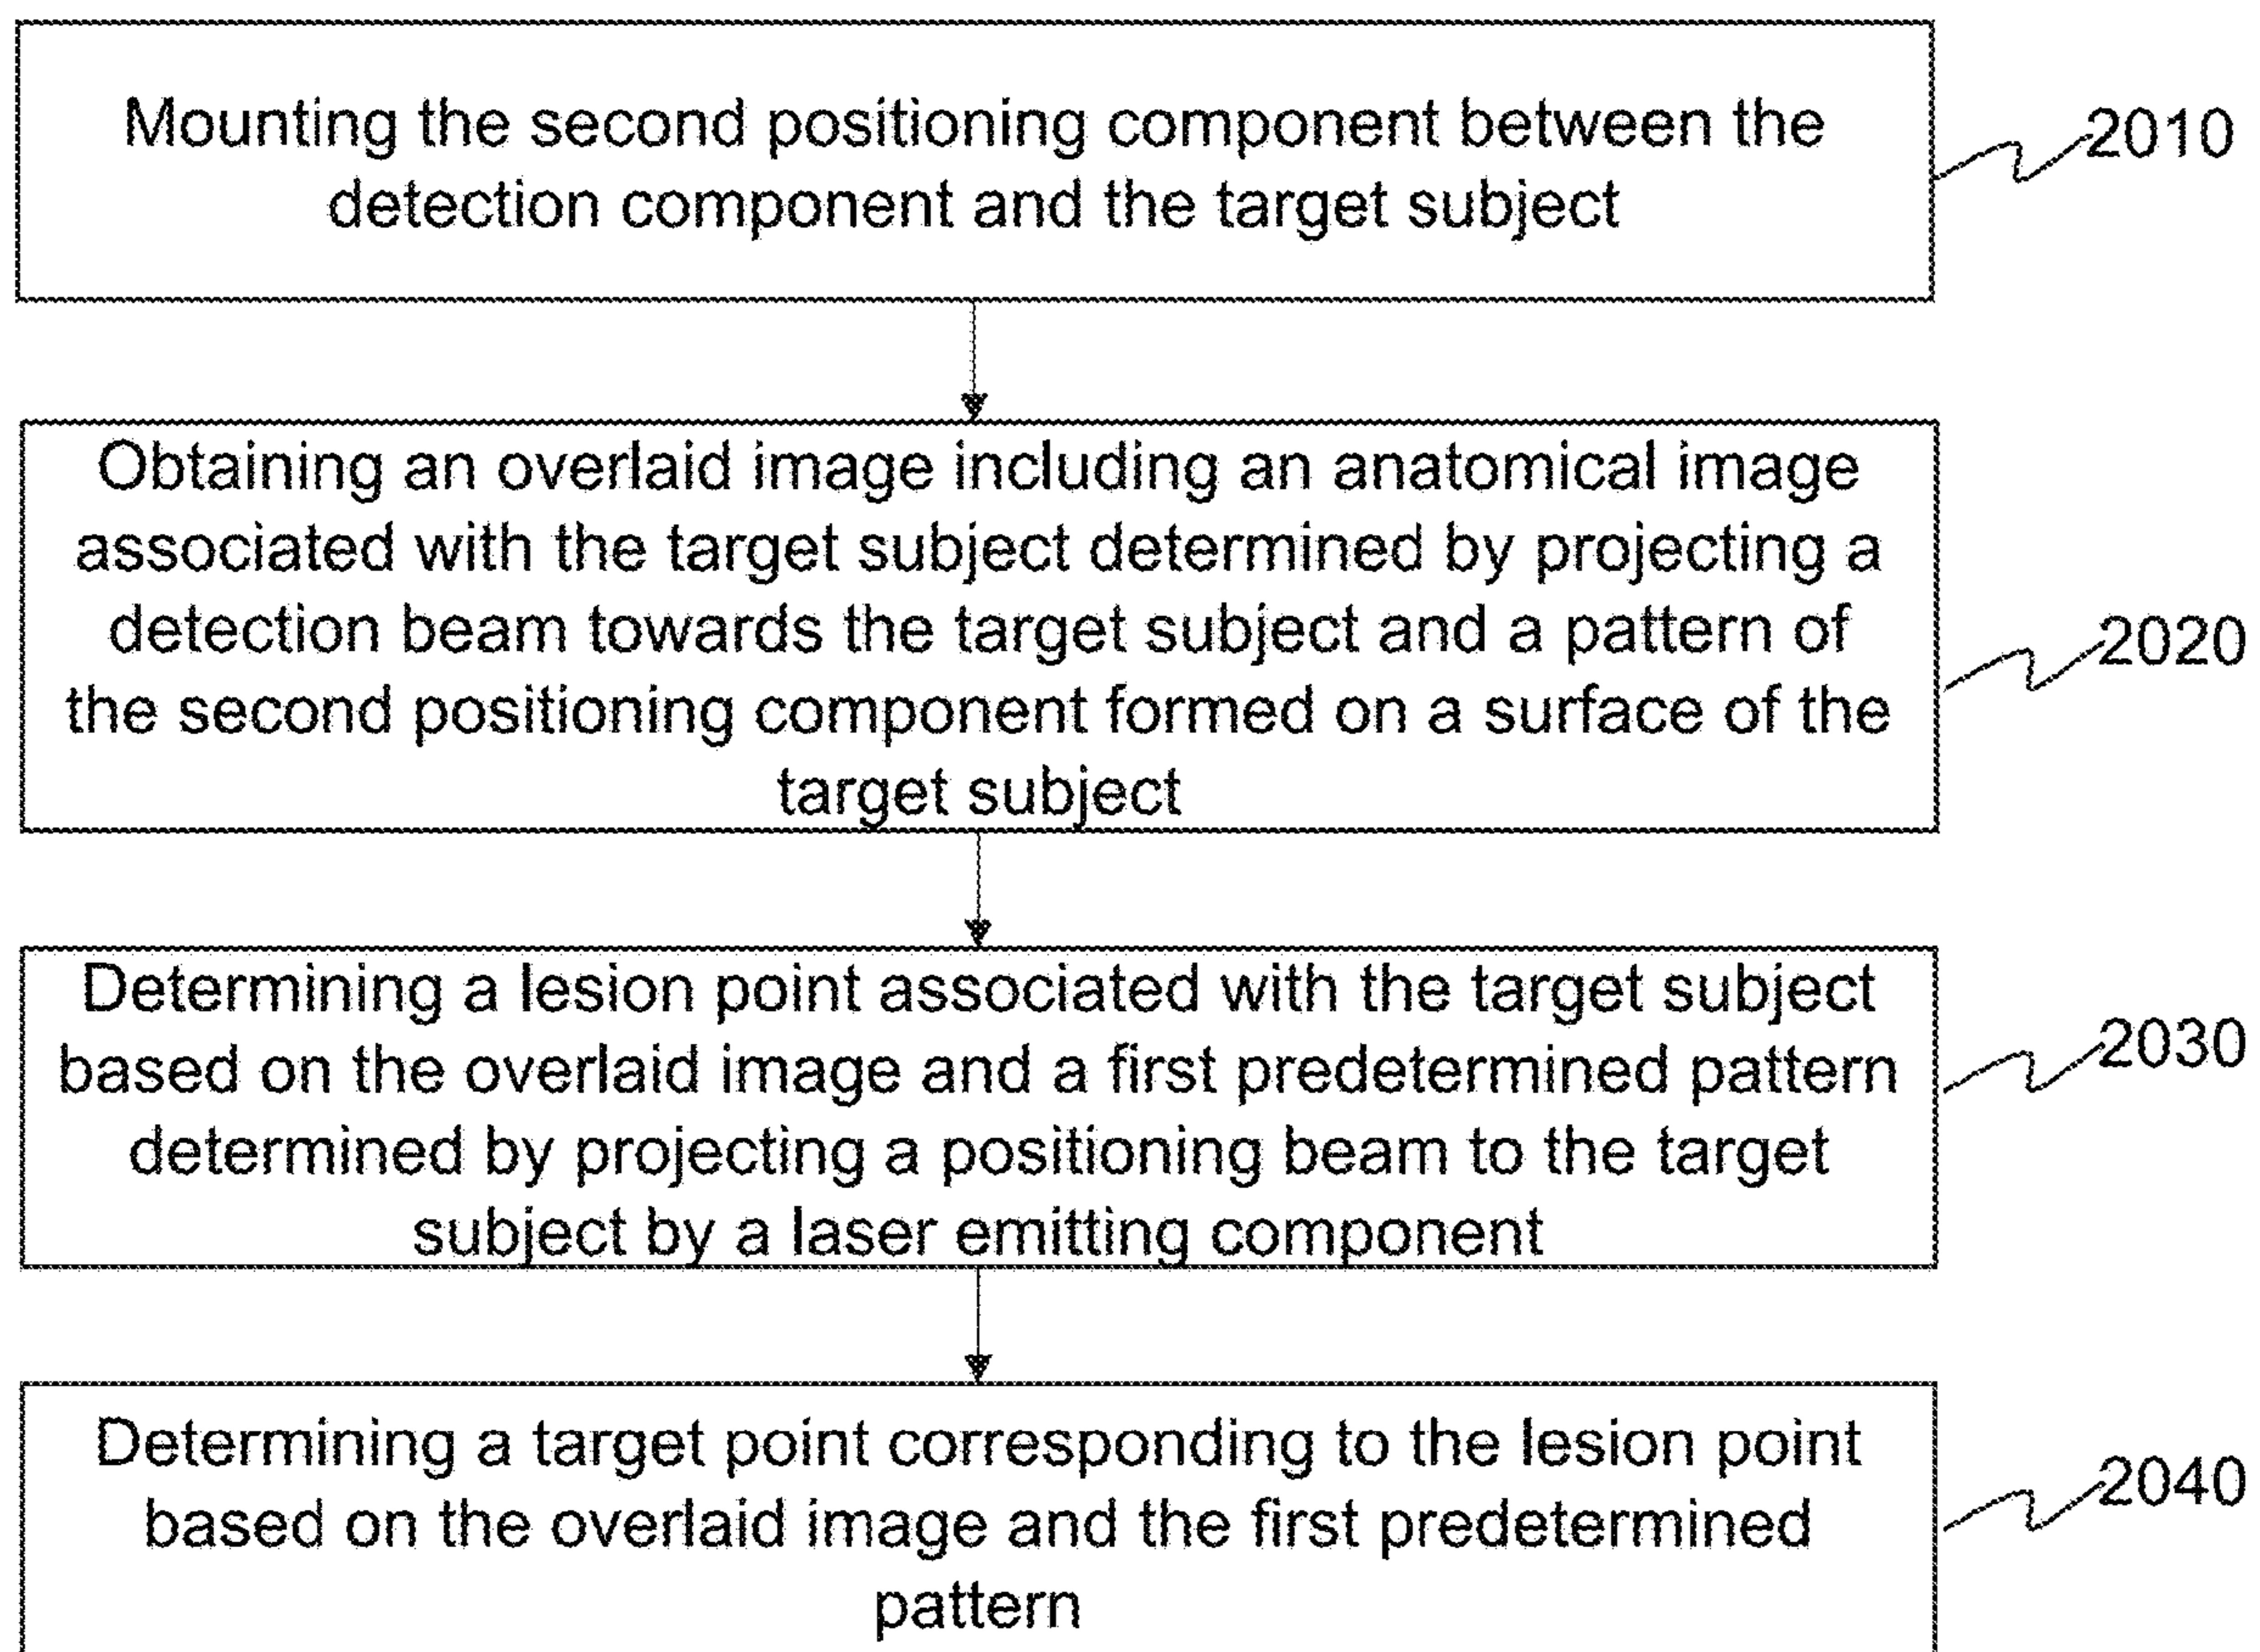 Mounting the second positioning component between the
detection component and the target subject
2010
Obtaining an overlaid image including an anatomical image
associated with the target subject determined by projecting a
detection beam towards the target subject and a pattern of
the second positioning component formed on a surface of the
target subject
2020
Determining a lesion point associated with the target subject
based on the overlaid image and a first predetermined pattern
determined by projecting a positioning beam to the target
subject by a laser emitting component
2030
Determining a target point corresponding to the lesion point
based on the overlaid image and the first predetermined
pattern
2040